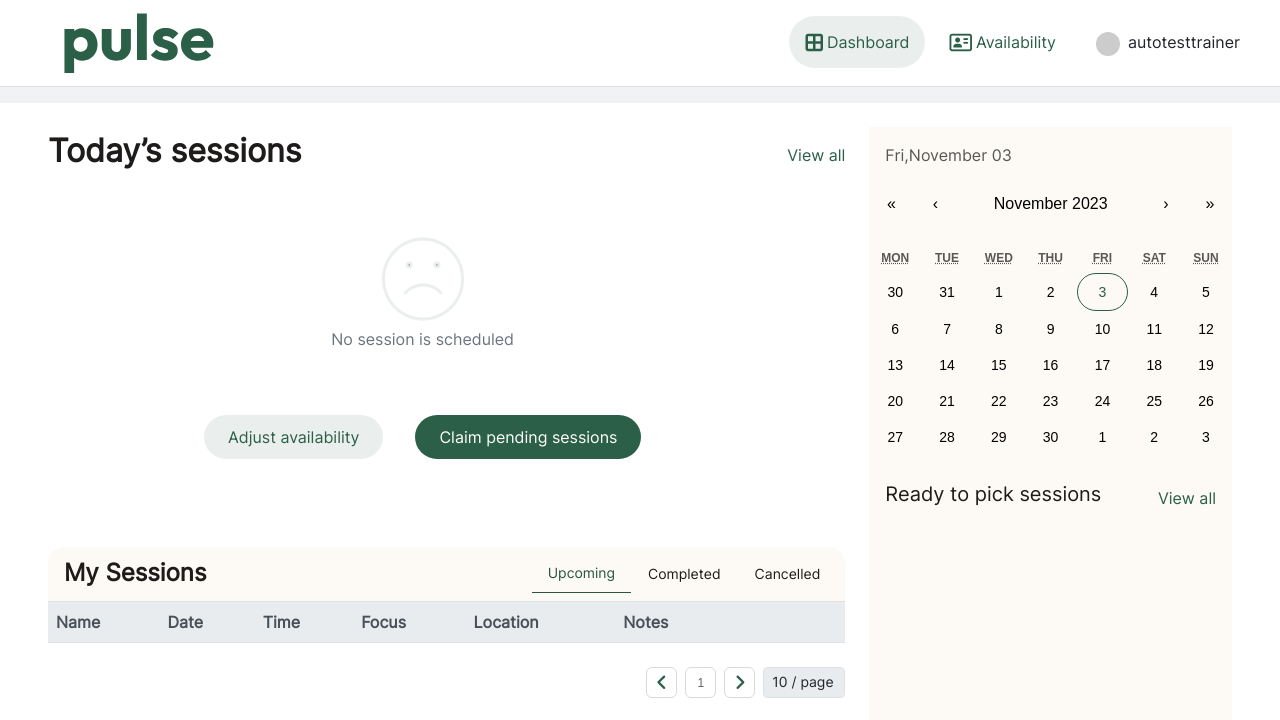 pulse
Dashboard
Availability
autotesttrainer
Today’s sessions
View all
No session is scheduled
Adjust availability
Claim pending sessions
Fri,November 03
« ‹ November 2023 › »
MON TUE WED THU FRI SAT SUN
30 31 1 2 3 4 5
6 7 8 9 10 11 12
13 14 15 16 17 18 19
20 21 22 23 24 25 26
27 28 29 30 1 2 3
Ready to pick sessions
View all
My Sessions
Upcoming Completed Cancelled
Name Date Time Focus Location Notes
1
10 / page